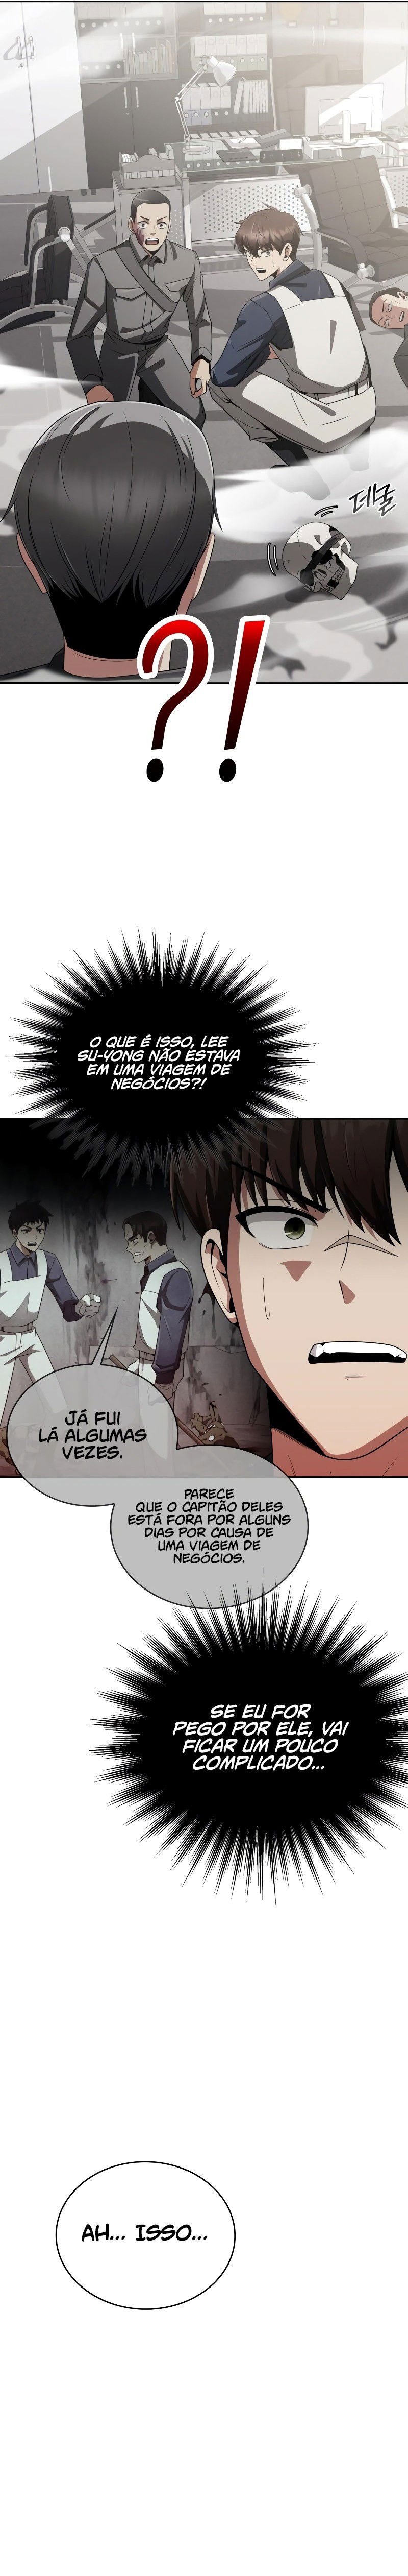 데굴
?!
O QUE É ISSO, LEE
SU-YONG NÃO ESTAVA
EM UMA VIAGEM DE
NEGÓCIOS?!
JÁ FUI
LÁ ALGUMAS
VEZES.
PARECE
QUE O CAPITÃO DELES
ESTÁ FORA POR ALGUNS
DIAS POR CAUSA DE
UMA VIAGEM DE
NEGÓCIOS.
SE EU FOR
PEGO POR ELE, VAI
FICAR UM POUCO
COMPLICADO...
AH... ISSO...